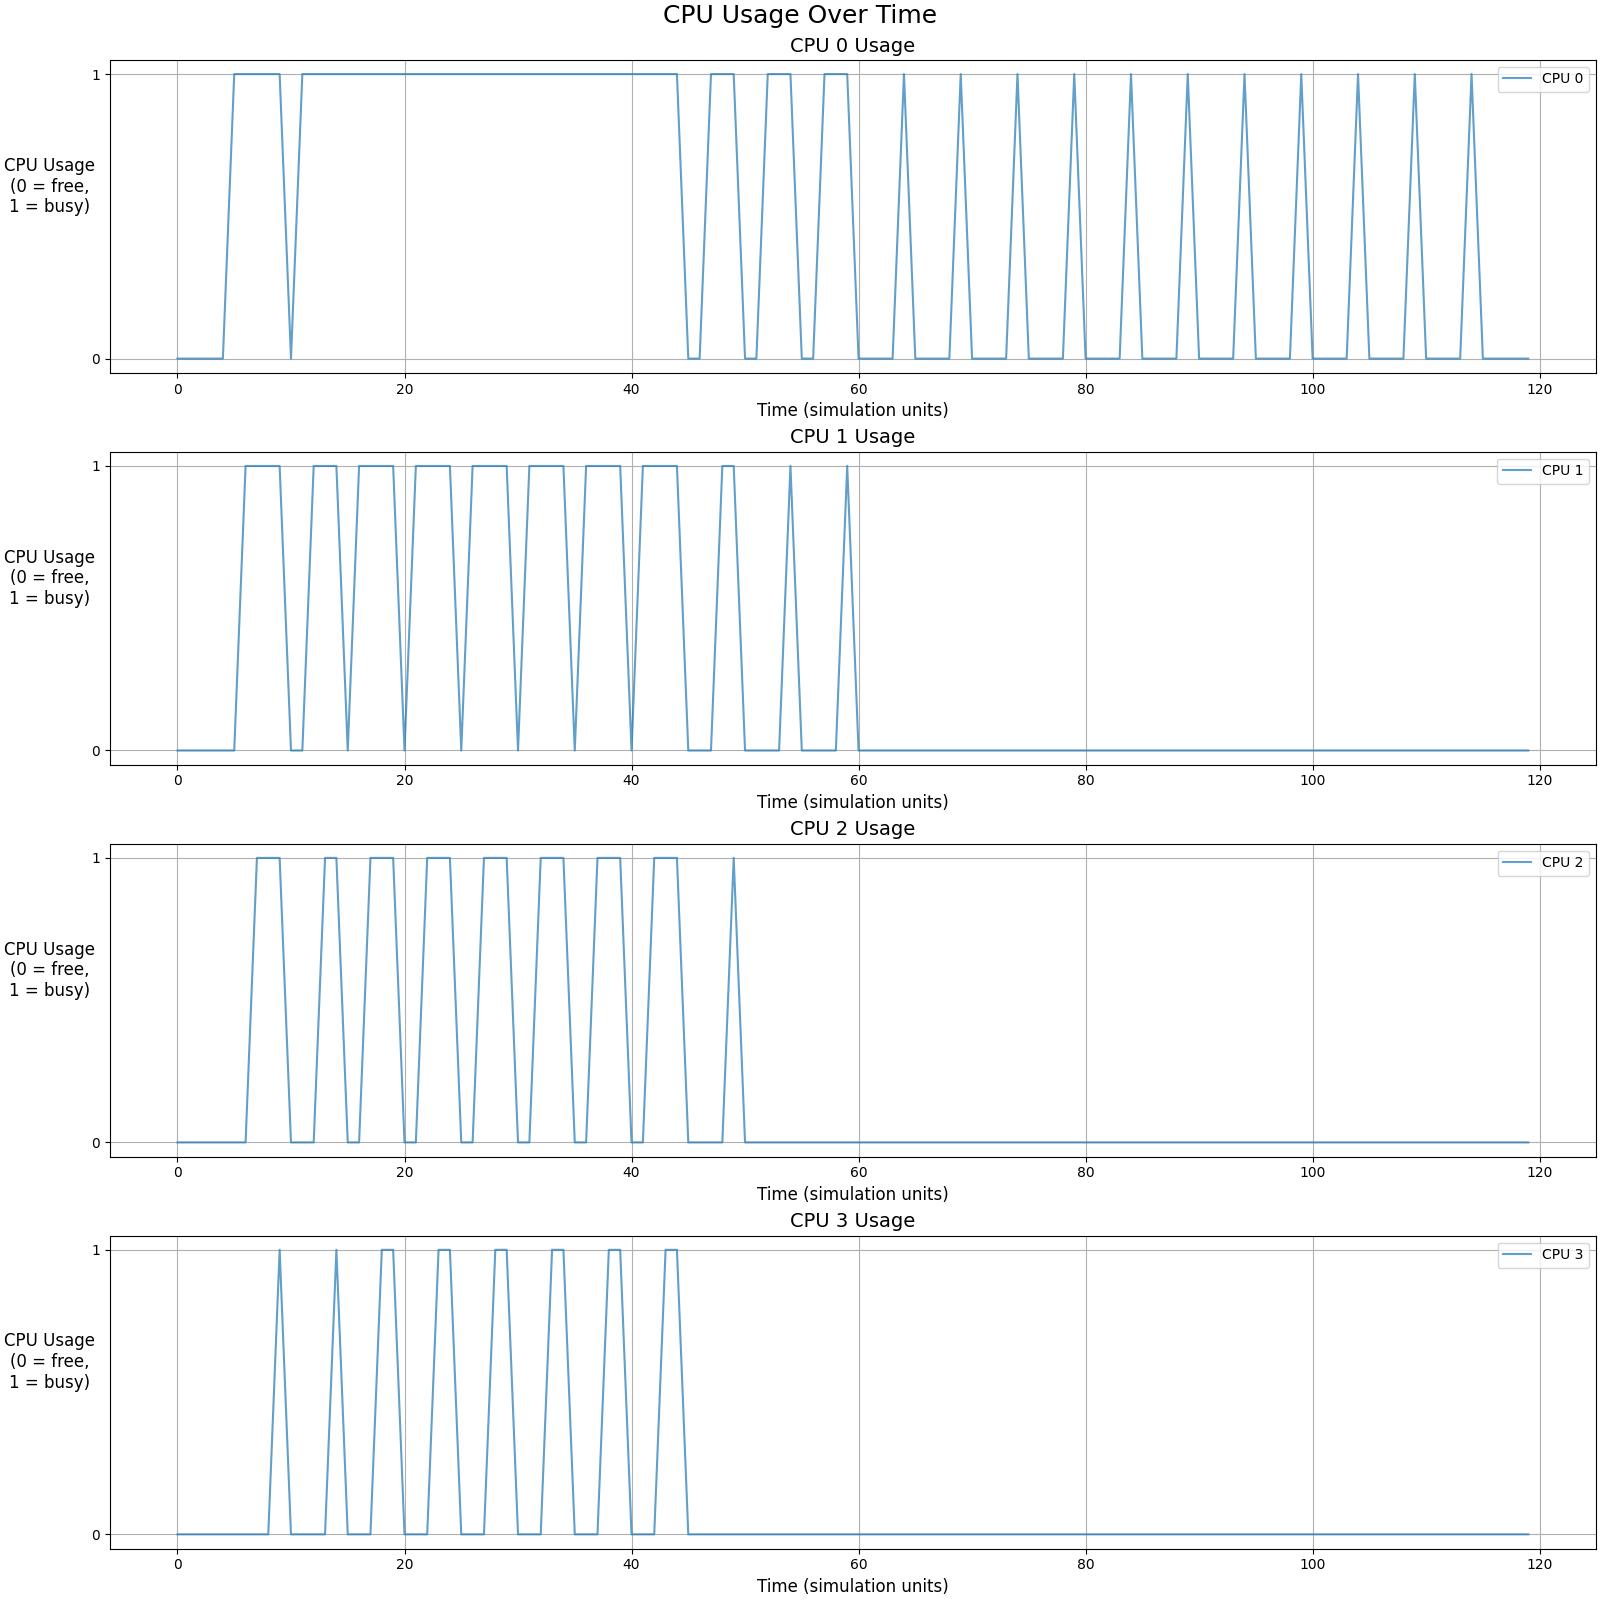 CPU Usage Over Time
CPU 0 Usage
CPU 0
1
CPU Usage
(0 = free,
1 = busy)
0
0 20 40 60 80 100 120
Time (simulation units)
CPU 1 Usage
CPU 1
1
CPU Usage
(0 = free,
1 = busy)
0
0 20 40 60 80 100 120
Time (simulation units)
CPU 2 Usage
CPU 2
1
CPU Usage
(0 = free,
1 = busy)
0
0 20 40 60 80 100 120
Time (simulation units)
CPU 3 Usage
CPU 3
1
CPU Usage
(0 = free,
1 = busy)
0
0 20 40 60 80 100 120
Time (simulation units)